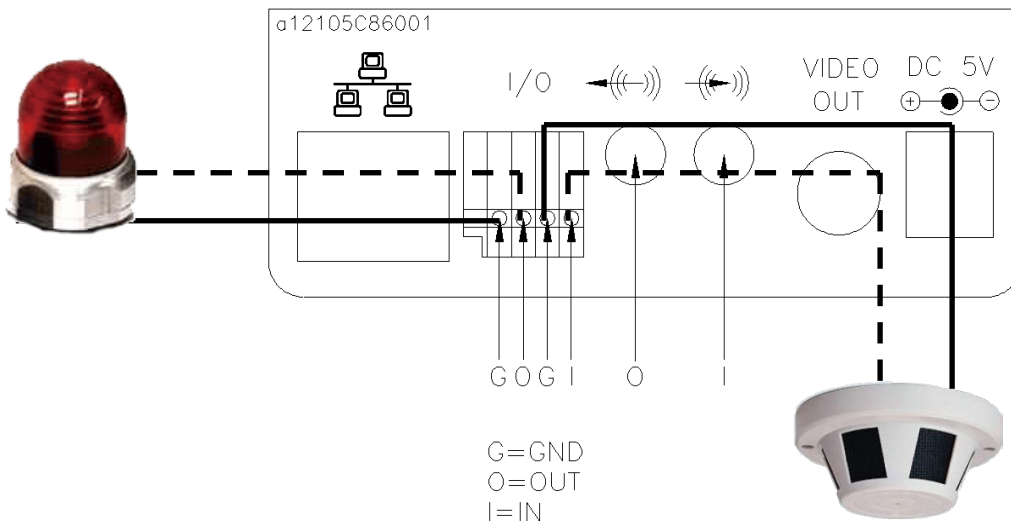 a12105C86001
I/O
VIDEO OUT
DC 5V
G O G I O I
G=GND
O=OUT
I=IN